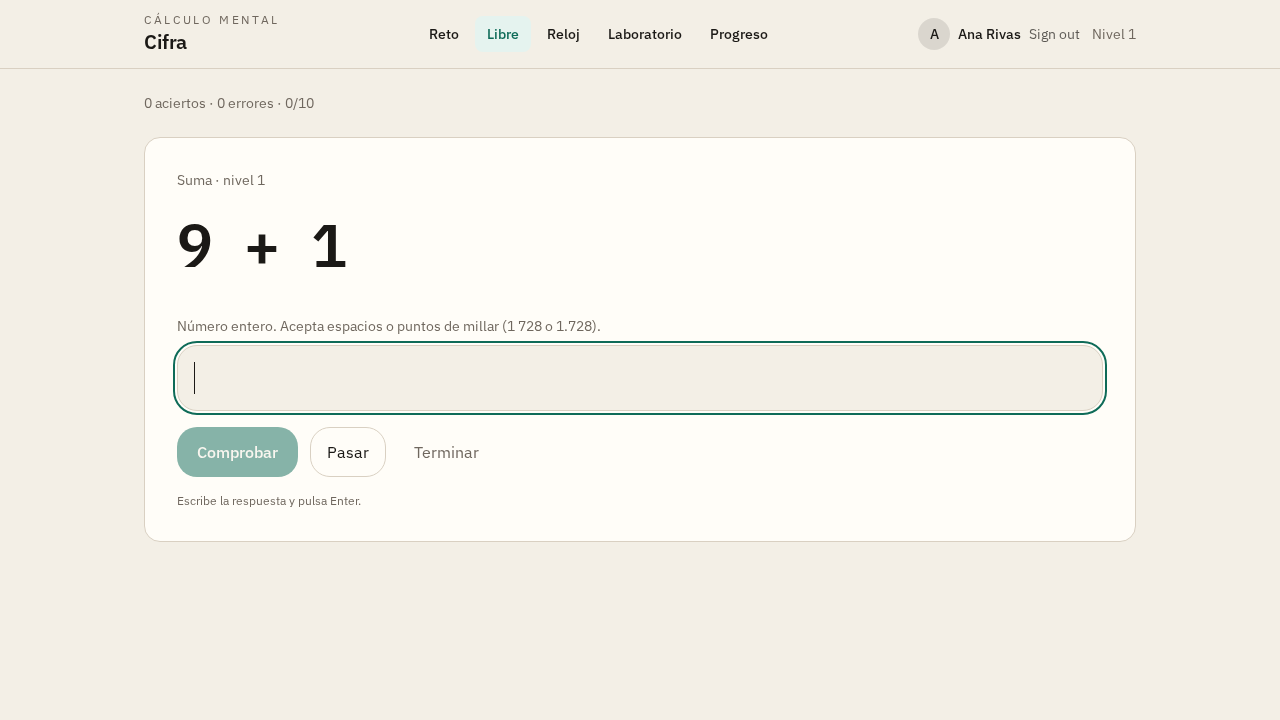 CÁLCULO MENTAL
Cifra
Reto
Libre
Reloj
Laboratorio
Progreso
A
Ana Rivas
Sign out
Nivel 1
0 aciertos · 0 errores · 0/10
Suma · nivel 1
9 + 1
Número entero. Acepta espacios o puntos de millar (1 728 o 1.728).
Comprobar
Pasar
Terminar
Escribe la respuesta y pulsa Enter.